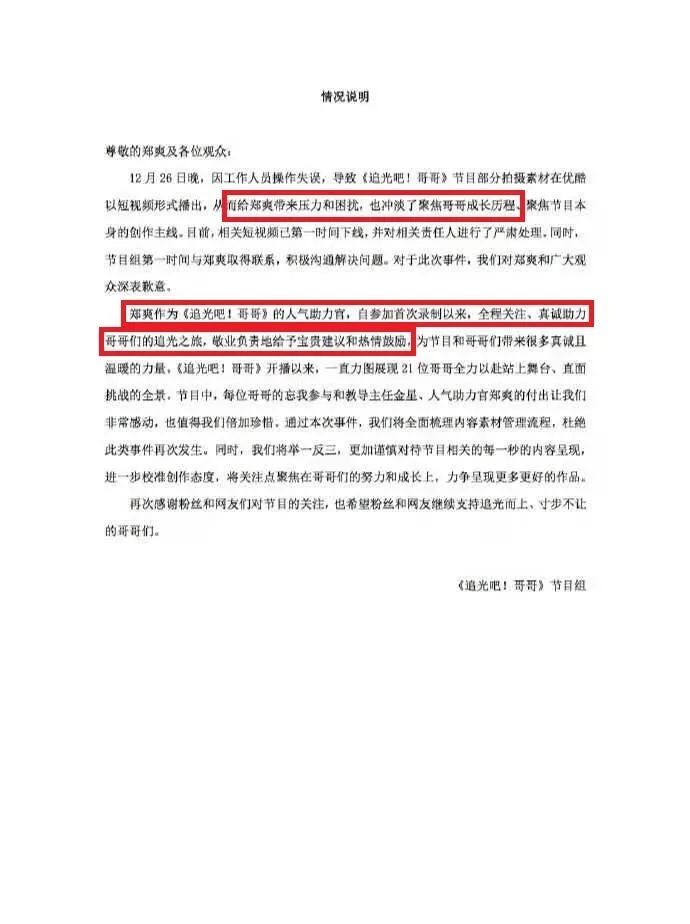 情况说明
尊敬的郑爽及各位观众：
12 月 26 日晚，因工作人员操作失误，导致《追光吧！哥哥》节目部分拍摄素材在优酷
以短视频形式播出，从而给郑爽带来压力和困扰，也冲淡了聚焦哥哥成长历程、聚焦节目本
身的创作主线。目前，相关短视频已第一时间下线，并对相关责任人进行了严肃处理。同时，
节目组第一时间与郑爽取得联系，积极沟通解决问题。对于此次事件，我们对郑爽和广大观
众深表歉意。
郑爽作为《追光吧！哥哥》的人气助力官，自参加首次录制以来，全程关注、真诚助力
哥哥们的追光之旅，敬业负责地给予宝贵建议和热情鼓励，为节目和哥哥们带来很多真诚且
温暖的力量。《追光吧！哥哥》开播以来，一直力图展现 21 位哥哥全力以赴站上舞台、直面
挑战的全景。节目中，每位哥哥的忘我参与和教导主任金星、人气助力官郑爽的付出让我们
非常感动，也值得我们倍加珍惜。通过本次事件，我们将全面梳理内容素材管理流程，杜绝
此类事件再次发生。同时，我们将举一反三，更加谨慎对待节目相关的每一秒的内容呈现，
进一步校准创作态度，将关注点聚焦在哥哥们的努力和成长上，力争呈现更多更好的作品。
再次感谢粉丝和网友们对节目的关注，也希望粉丝和网友继续支持追光而上、寸步不让
的哥哥们。
《追光吧！哥哥》节目组